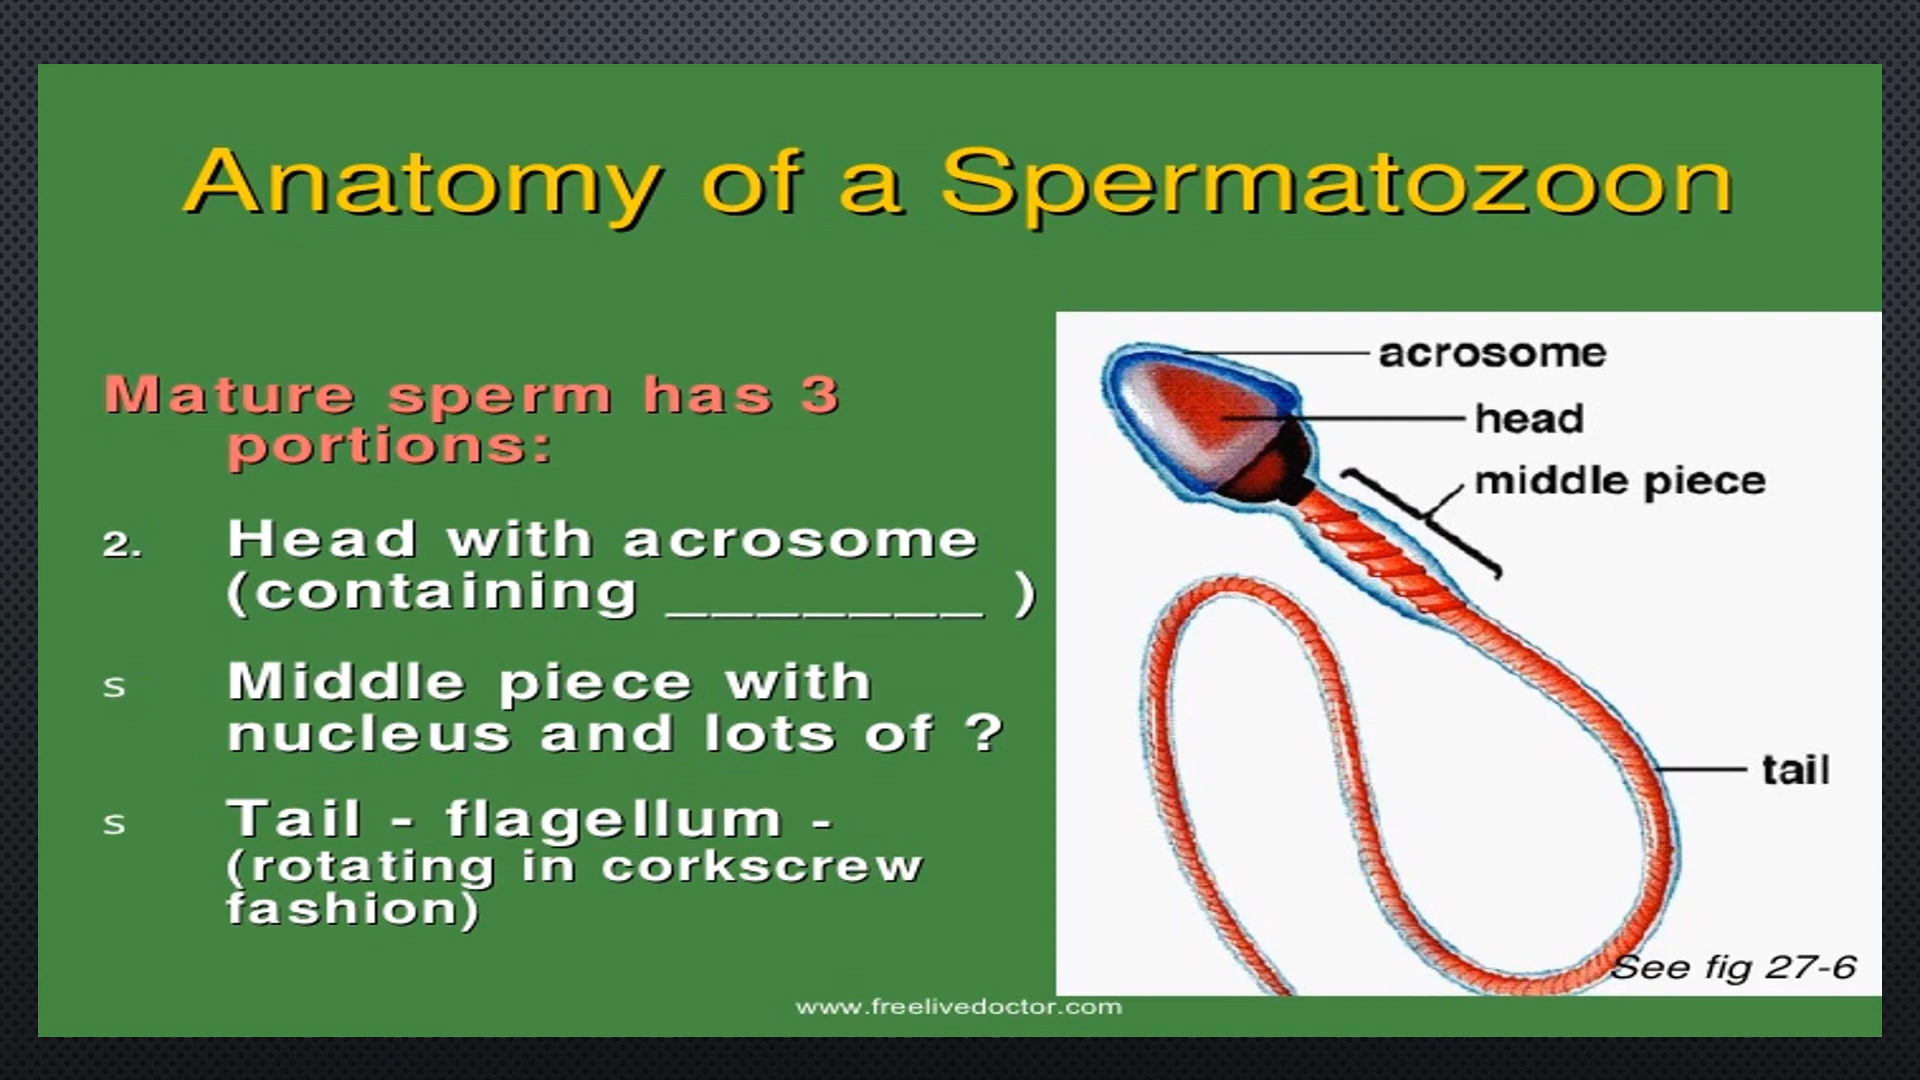 Anatomy of a Spermatozoon
Mature sperm has 3
portions:
2. Head with acrosome
(containing _______ )
s Middle piece with
nucleus and lots of ?
s Tail - flagellum -
(rotating in corkscrew
fashion)
acrosome
head
middle piece
tail
See fig 27-6
www.freelivedoctor.com